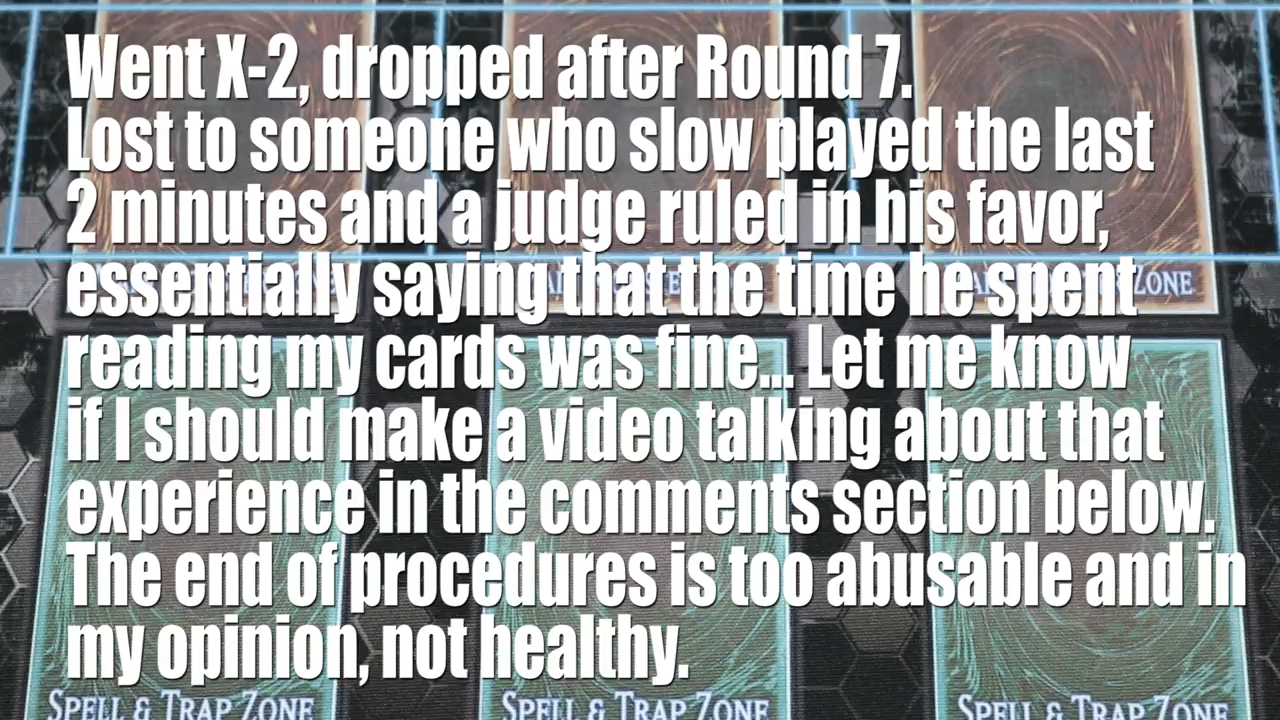 Went X-2, dropped after Round 7.
Lost to someone who slow played the last
2 minutes and a judge ruled in his favor,
essentially saying that the time he spent
reading my cards was fine... Let me know
if I should make a video talking about that
experience in the comments section below.
The end of procedures is too abusable and in
my opinion, not healthy.
ZONE
SPELL & TRAP ZONE
SPELL & TRAP ZONE
SPELL & TRAP ZONE